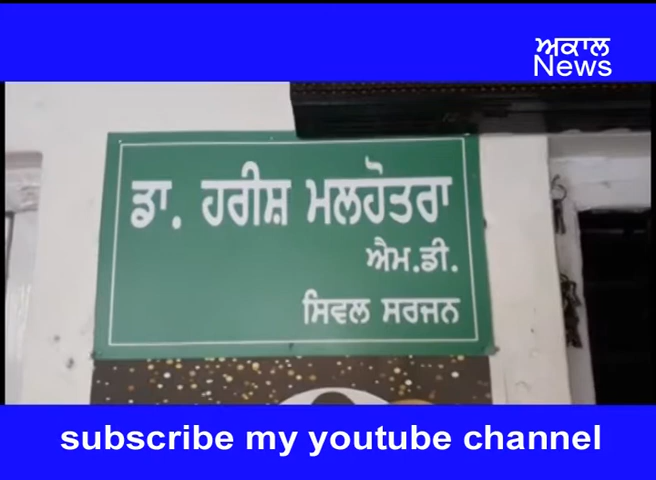 ਅਕਾਲ
News
ਡਾ. ਹਰੀਸ਼ ਮਲਹੋਤਰਾ
ਐਮ.ਡੀ.
ਸਿਵਲ ਸਰਜਨ
subscribe my youtube channel